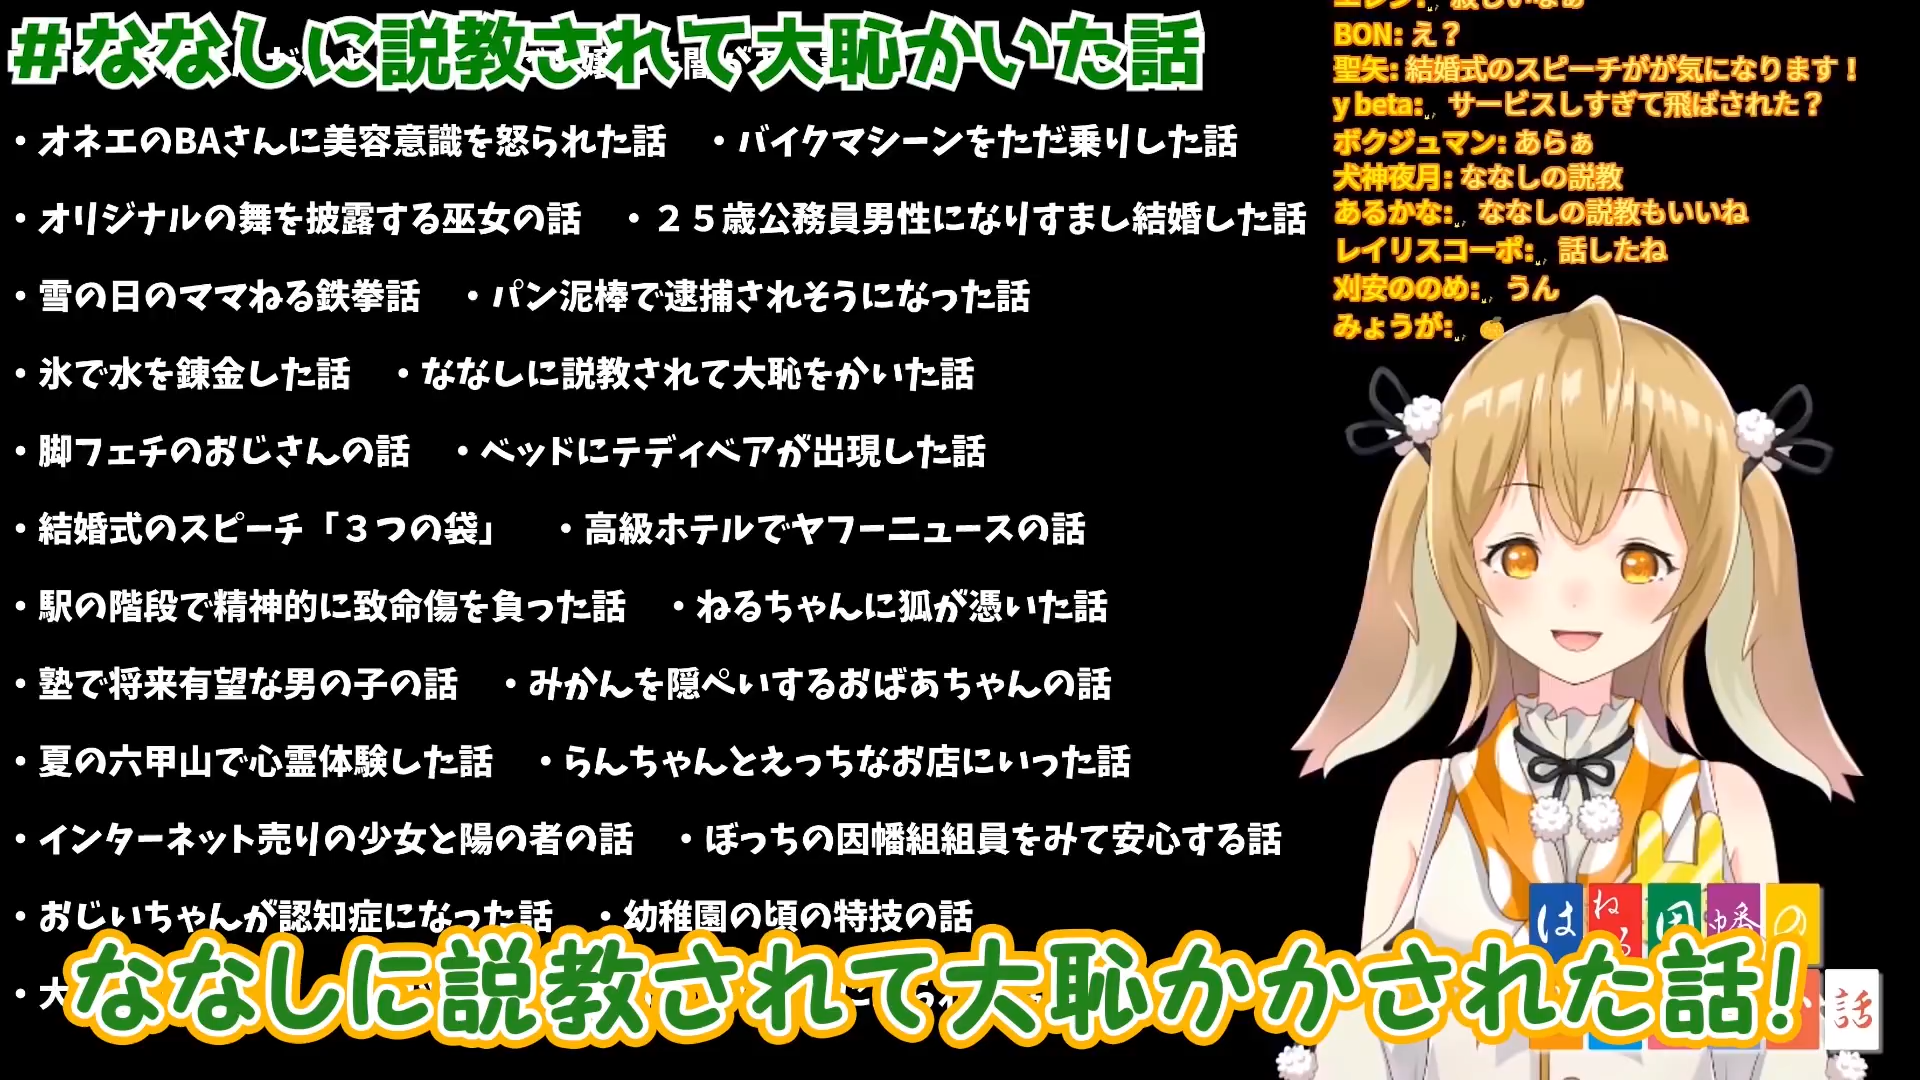 #ななしに説教されて大恥かいた話
・オネエのBAさんに美容意識を怒られた話　・バイクマシーンをただ乗りした話
・オリジナルの舞を披露する巫女の話　・２５歳公務員男性になりすまし結婚した話
・雪の日のママねる鉄拳話　・パン泥棒で逮捕されそうになった話
・氷で水を錬金した話　・ななしに説教されて大恥をかいた話
・脚フェチのおじさんの話　・ベッドにテディベアが出現した話
・結婚式のスピーチ「３つの袋」　・高級ホテルでヤフーニュースの話
・駅の階段で精神的に致命傷を負った話　・ねるちゃんに狐が憑いた話
・塾で将来有望な男の子の話　・みかんを隠ぺいするおばあちゃんの話
・夏の六甲山で心霊体験した話　・らんちゃんとえっちなお店にいった話
・インターネット売りの少女と陽の者の話　・ぼっちの因幡組組員をみて安心する話
・おじいちゃんが認知症になった話　・幼稚園の頃の特技の話
・大
ななしに説教されて大恥かかされた話!
エレン: 寂しいなぁ
BON: え？
聖矢: 結婚式のスピーチがが気になります！
y beta: サービスしすぎて飛ばされた？
ボクジュマン: あらぁ
犬神夜月: ななしの説教
あるかな: ななしの説教もいいね
レイリスコーポ: 話したね
刈安ののめ: うん
みょうが: 🍊
はねる因幡の
話